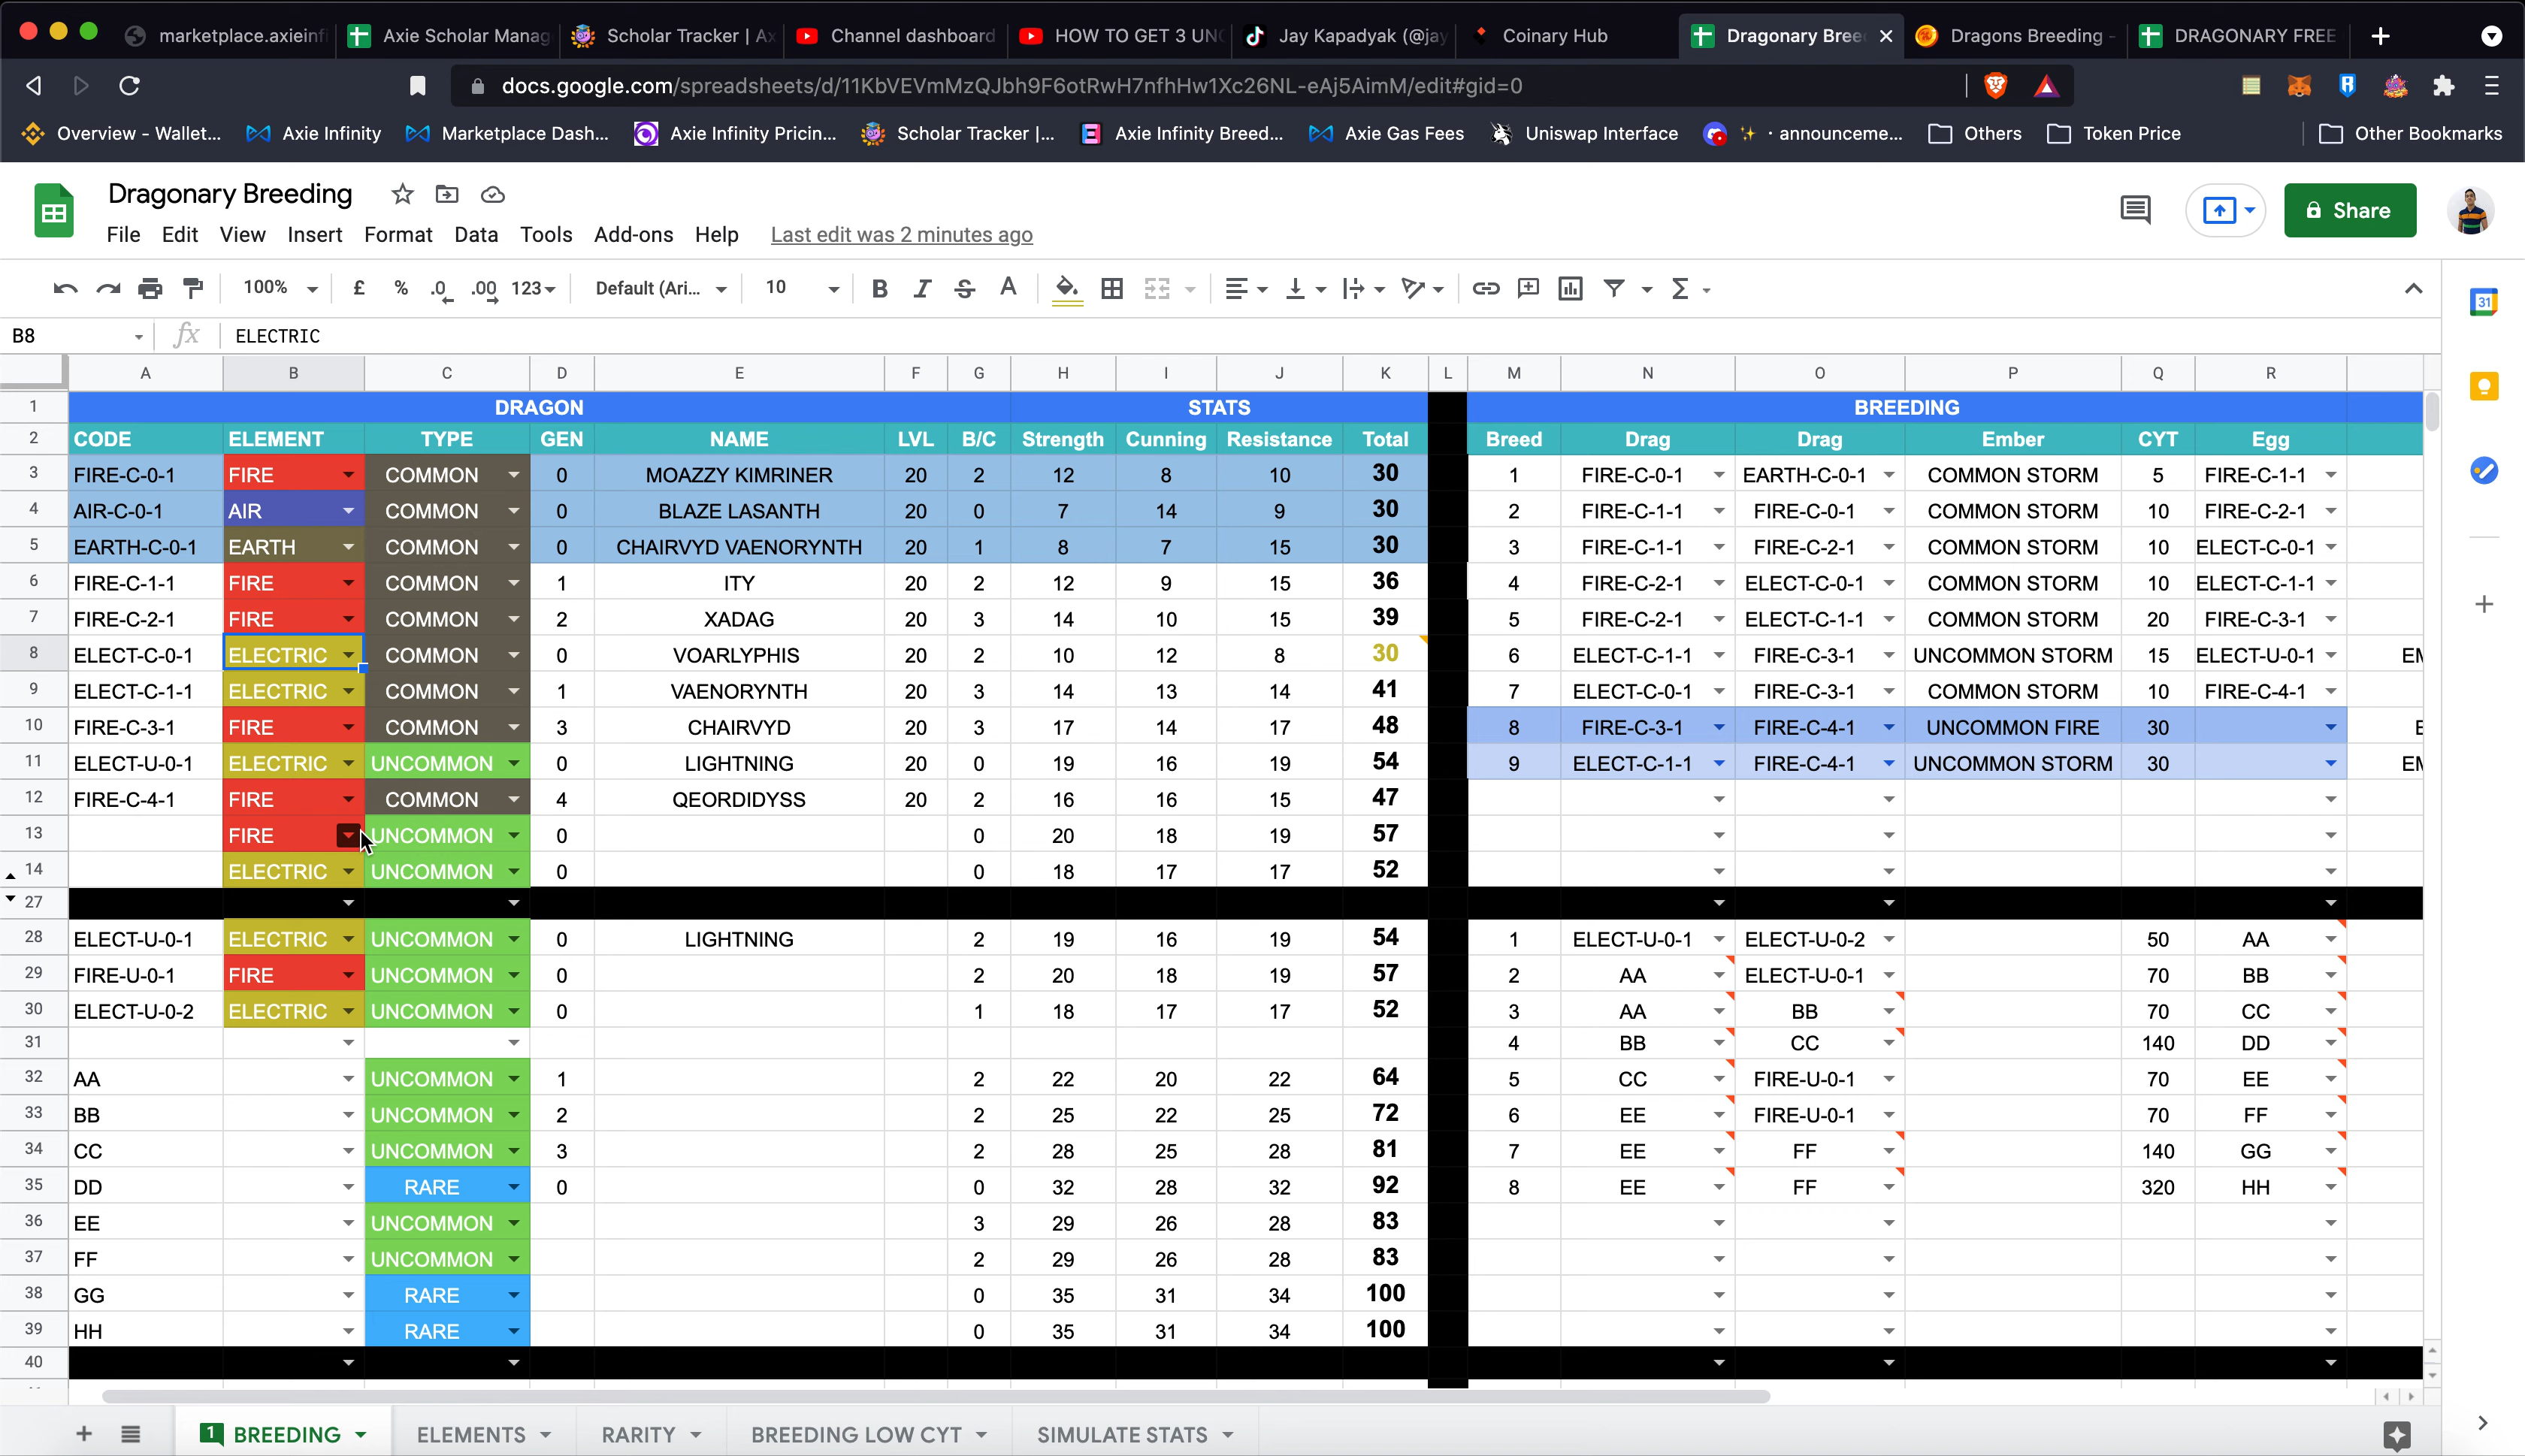 marketplace.axieinfi Axie Scholar Manag Scholar Tracker | Ax Channel dashboard HOW TO GET 3 UNC Jay Kapadyak (@jay Coinary Hub Dragonary Bree Dragons Breeding - DRAGONARY FREE
docs.google.com/spreadsheets/d/11KbVEVmMzQJbh9F6otRwH7nfhHw1Xc26NL-eAj5AimM/edit#gid=0
Overview - Wallet... Axie Infinity Marketplace Dash... Axie Infinity Pricin... Scholar Tracker |... Axie Infinity Breed... Axie Gas Fees Uniswap Interface · announceme... Others Token Price Other Bookmarks
Dragonary Breeding
Share
File Edit View Insert Format Data Tools Add-ons Help Last edit was 2 minutes ago
100% £ % .0 .00 123 Default (Ari... 10 B I S A Σ
31
B8 fx ELECTRIC
A B C D E F G H I J K L M N O P Q R
1 DRAGON STATS BREEDING
2 CODE ELEMENT TYPE GEN NAME LVL B/C Strength Cunning Resistance Total Breed Drag Drag Ember CYT Egg
3 FIRE-C-0-1 FIRE COMMON 0 MOAZZY KIMRINER 20 2 12 8 10 30 1 FIRE-C-0-1 EARTH-C-0-1 COMMON STORM 5 FIRE-C-1-1
4 AIR-C-0-1 AIR COMMON 0 BLAZE LASANTH 20 0 7 14 9 30 2 FIRE-C-1-1 FIRE-C-0-1 COMMON STORM 10 FIRE-C-2-1
5 EARTH-C-0-1 EARTH COMMON 0 CHAIRVYD VAENORYNTH 20 1 8 7 15 30 3 FIRE-C-1-1 FIRE-C-2-1 COMMON STORM 10 ELECT-C-0-1
6 FIRE-C-1-1 FIRE COMMON 1 ITY 20 2 12 9 15 36 4 FIRE-C-2-1 ELECT-C-0-1 COMMON STORM 10 ELECT-C-1-1
7 FIRE-C-2-1 FIRE COMMON 2 XADAG 20 3 14 10 15 39 5 FIRE-C-2-1 ELECT-C-1-1 COMMON STORM 20 FIRE-C-3-1
8 ELECT-C-0-1 ELECTRIC COMMON 0 VOARLYPHIS 20 2 10 12 8 30 6 ELECT-C-1-1 FIRE-C-3-1 UNCOMMON STORM 15 ELECT-U-0-1 EM
9 ELECT-C-1-1 ELECTRIC COMMON 1 VAENORYNTH 20 3 14 13 14 41 7 ELECT-C-0-1 FIRE-C-3-1 COMMON STORM 10 FIRE-C-4-1
10 FIRE-C-3-1 FIRE COMMON 3 CHAIRVYD 20 3 17 14 17 48 8 FIRE-C-3-1 FIRE-C-4-1 UNCOMMON FIRE 30 E
11 ELECT-U-0-1 ELECTRIC UNCOMMON 0 LIGHTNING 20 0 19 16 19 54 9 ELECT-C-1-1 FIRE-C-4-1 UNCOMMON STORM 30 EM
12 FIRE-C-4-1 FIRE COMMON 4 QEORDIDYSS 20 2 16 16 15 47
13 FIRE UNCOMMON 0 0 20 18 19 57
14 ELECTRIC UNCOMMON 0 0 18 17 17 52
27
28 ELECT-U-0-1 ELECTRIC UNCOMMON 0 LIGHTNING 2 19 16 19 54 1 ELECT-U-0-1 ELECT-U-0-2 50 AA
29 FIRE-U-0-1 FIRE UNCOMMON 0 2 20 18 19 57 2 AA ELECT-U-0-1 70 BB
30 ELECT-U-0-2 ELECTRIC UNCOMMON 0 1 18 17 17 52 3 AA BB 70 CC
31 4 BB CC 140 DD
32 AA UNCOMMON 1 2 22 20 22 64 5 CC FIRE-U-0-1 70 EE
33 BB UNCOMMON 2 2 25 22 25 72 6 EE FIRE-U-0-1 70 FF
34 CC UNCOMMON 3 2 28 25 28 81 7 EE FF 140 GG
35 DD RARE 0 0 32 28 32 92 8 EE FF 320 HH
36 EE UNCOMMON 3 29 26 28 83
37 FF UNCOMMON 2 29 26 28 83
38 GG RARE 0 35 31 34 100
39 HH RARE 0 35 31 34 100
40
1 BREEDING ELEMENTS RARITY BREEDING LOW CYT SIMULATE STATS